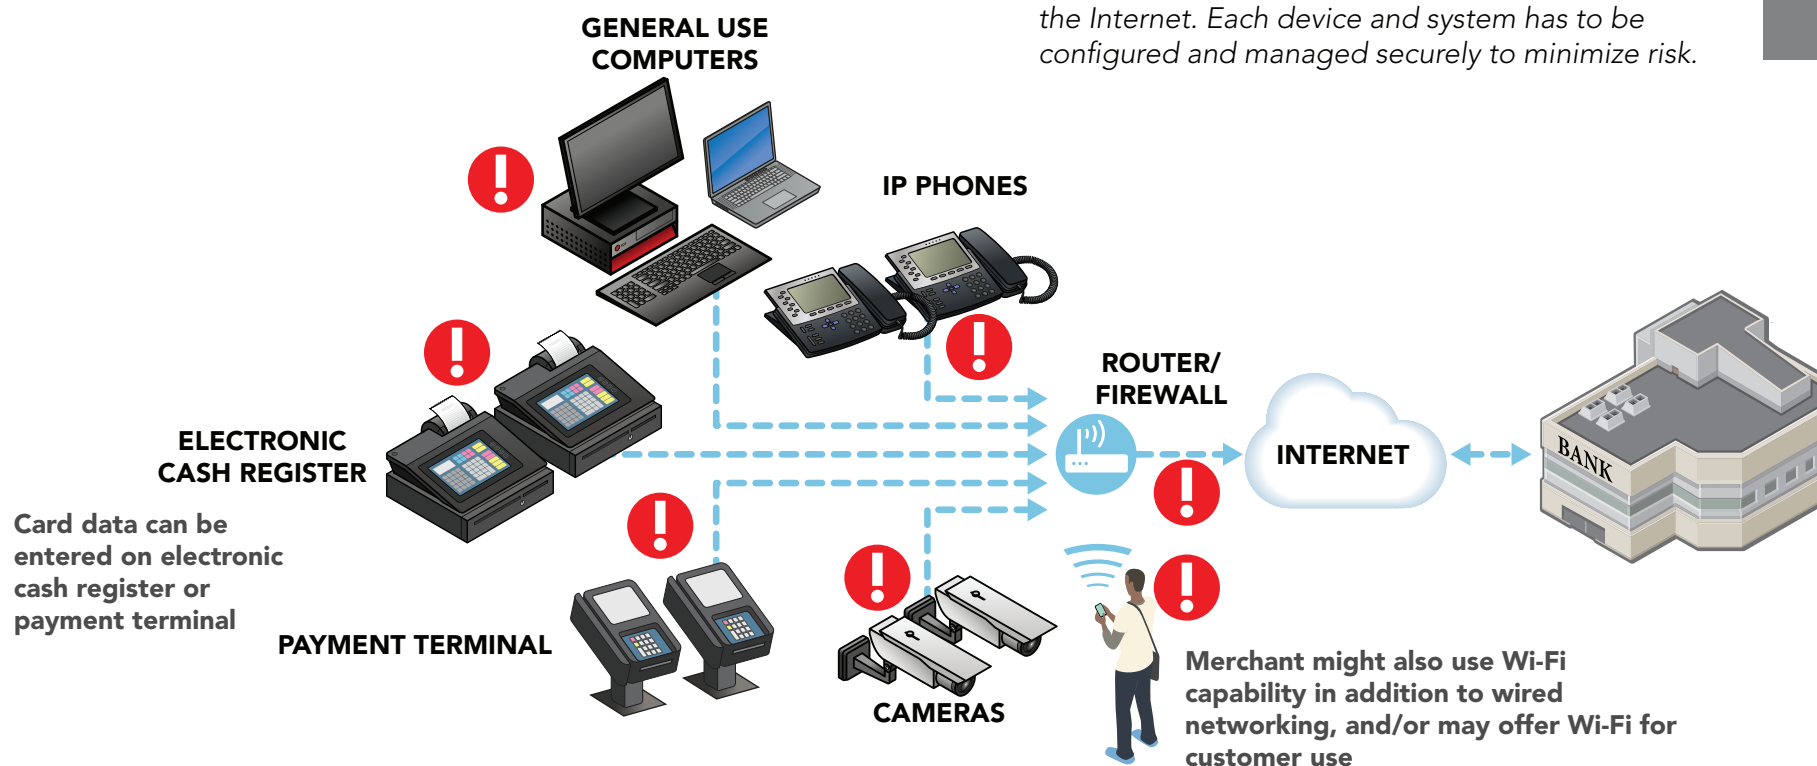 the Internet. Each device and system has to be
configured and managed securely to minimize risk.
GENERAL USE
COMPUTERS
IP PHONES
ROUTER/
FIREWALL
ELECTRONIC
CASH REGISTER
INTERNET
BANK
Card data can be
entered on electronic
cash register or
payment terminal
PAYMENT TERMINAL
CAMERAS
Merchant might also use Wi-Fi
capability in addition to wired
networking, and/or may offer Wi-Fi for
customer use